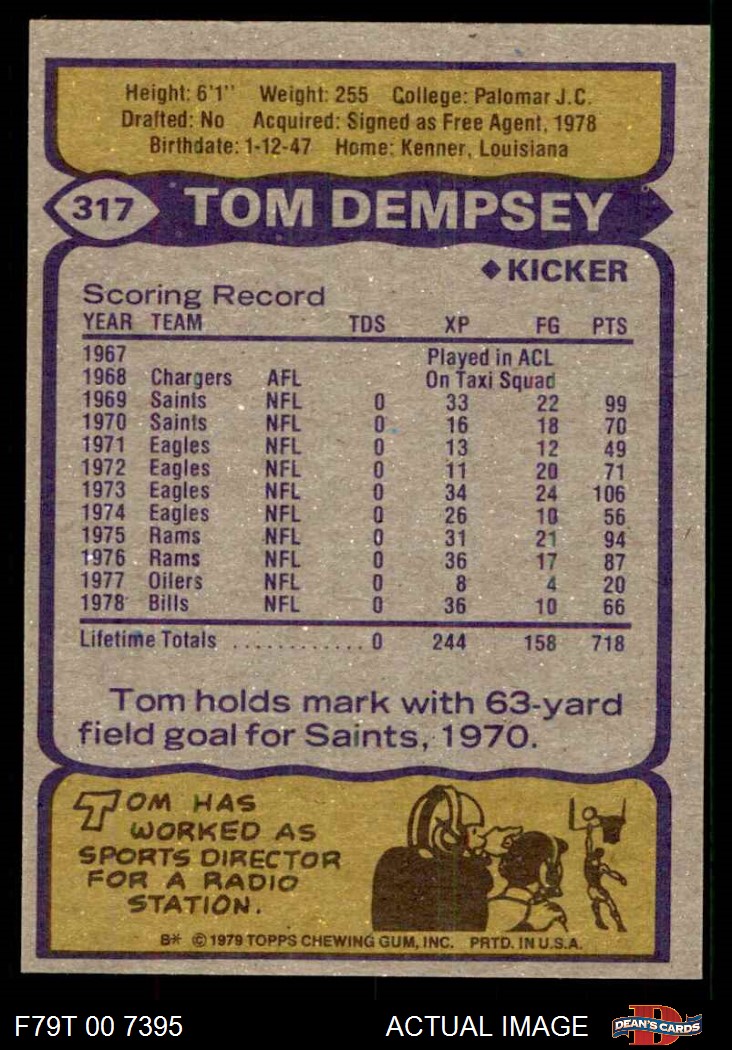 Height: 6'1" Weight: 255 College: Palomar J.C.
Drafted: No Acquired: Signed as Free Agent, 1978
Birthdate: 1-12-47 Home: Kenner, Louisiana
317 TOM DEMPSEY
◆ KICKER
Scoring Record
YEAR TEAM TDS XP FG PTS
1967 Played in ACL
1968 Chargers AFL On Taxi Squad
1969 Saints NFL 0 33 22 99
1970 Saints NFL 0 16 18 70
1971 Eagles NFL 0 13 12 49
1972 Eagles NFL 0 11 20 71
1973 Eagles NFL 0 34 24 106
1974 Eagles NFL 0 26 10 56
1975 Rams NFL 0 31 21 94
1976 Rams NFL 0 36 17 87
1977 Oilers NFL 0 8 4 20
1978 Bills NFL 0 36 10 66
Lifetime Totals ............ 0 244 158 718
Tom holds mark with 63-yard
field goal for Saints, 1970.
TOM HAS
WORKED AS
SPORTS DIRECTOR
FOR A RADIO
STATION.
B* © 1979 TOPPS CHEWING GUM, INC. PRTD. IN U.S.A.
F79T 00 7395 ACTUAL IMAGE D DEAN'S CARDS